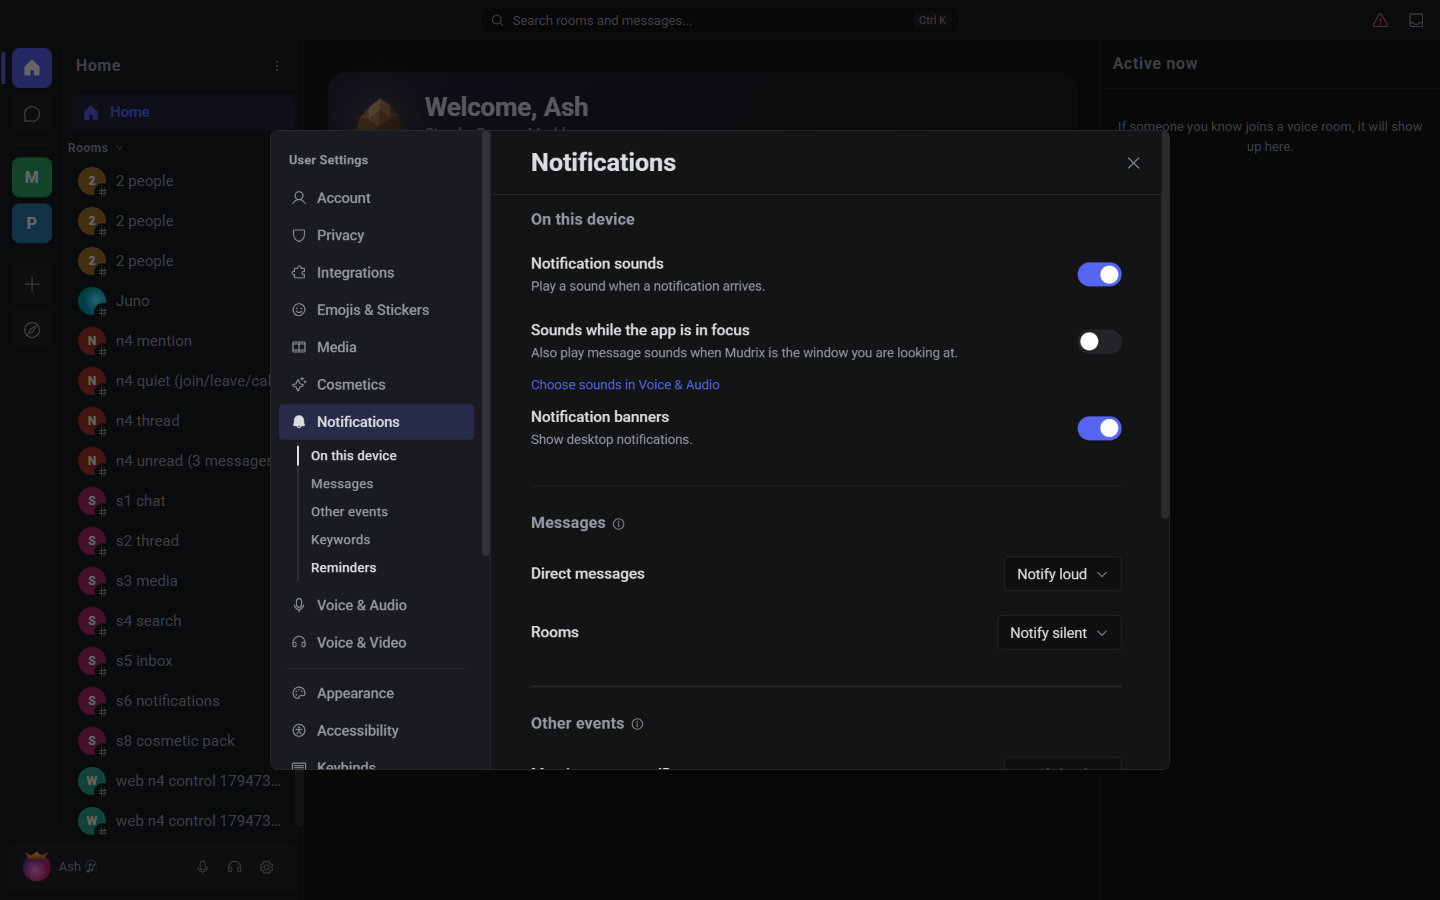 Search rooms and messages...
Ctrl K
Home
Active now
Home
Welcome, Ash
If someone you know joins a voice room, it will show
up here.
Rooms
M
P
2 2 people
2 2 people
2 2 people
Juno
N n4 mention
N n4 quiet (join/leave/cal
N n4 thread
N n4 unread (3 messages
S s1 chat
S s2 thread
S s3 media
S s4 search
S s5 inbox
S s6 notifications
S s8 cosmetic pack
W web n4 control 179473...
W web n4 control 179473...
Ash
User Settings
Account
Privacy
Integrations
Emojis & Stickers
Media
Cosmetics
Notifications
On this device
Messages
Other events
Keywords
Reminders
Voice & Audio
Voice & Video
Appearance
Accessibility
Keybinds
Notifications
On this device
Notification sounds
Play a sound when a notification arrives.
Sounds while the app is in focus
Also play message sounds when Mudrix is the window you are looking at.
Choose sounds in Voice & Audio
Notification banners
Show desktop notifications.
Messages
Direct messages
Notify loud
Rooms
Notify silent
Other events